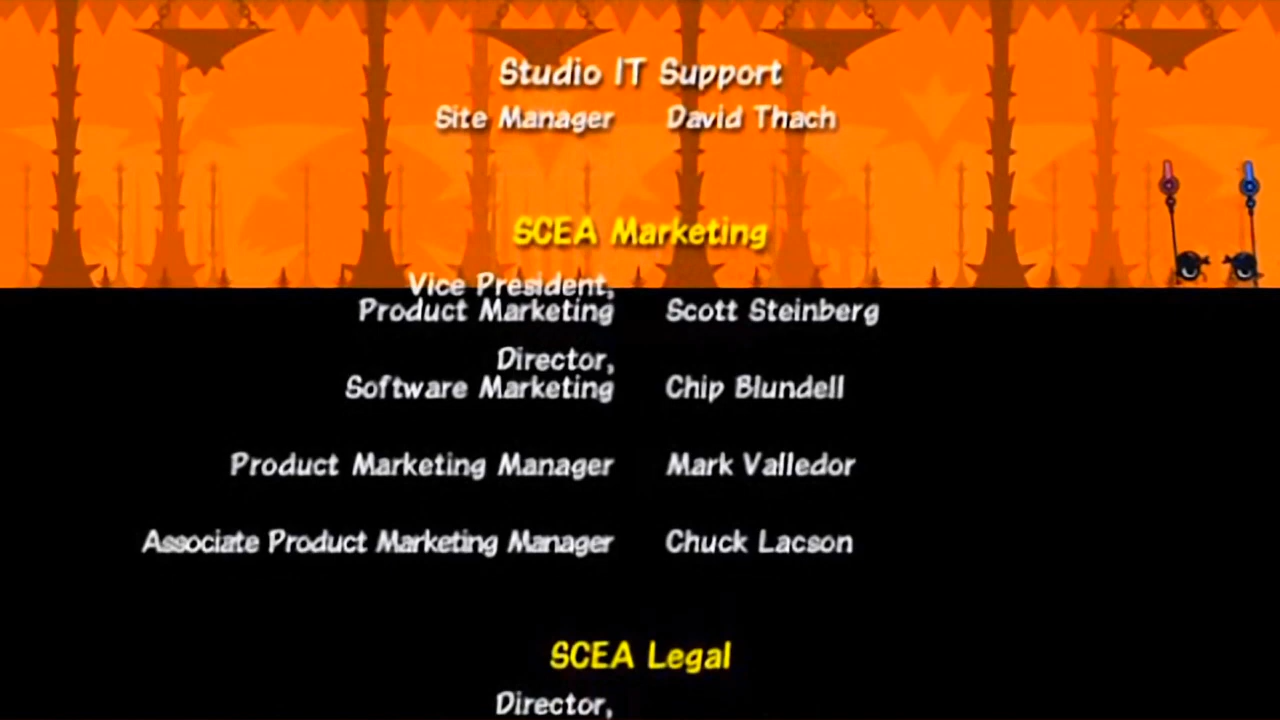 Studio IT Support
Site Manager David Thach
SCEA Marketing
Vice President,
Product Marketing Scott Steinberg
Director,
Software Marketing Chip Blundell
Product Marketing Manager Mark Valledor
Associate Product Marketing Manager Chuck Lacson
SCEA Legal
Director,